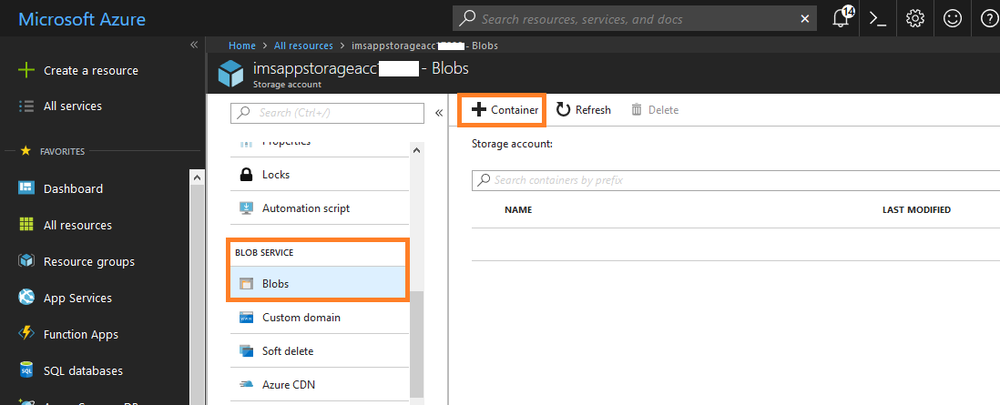 Microsoft Azure
Search resources, services, and docs
14
Home > All resources > imsappstorageacc - Blobs
imsappstorageacc - Blobs
Storage account
Create a resource
All services
FAVORITES
Dashboard
All resources
Resource groups
App Services
Function Apps
SQL databases
Search (Ctrl+/)
Properties
Locks
Automation script
BLOB SERVICE
Blobs
Custom domain
Soft delete
Azure CDN
Container
Refresh
Delete
Storage account:
Search containers by prefix
NAME
LAST MODIFIED